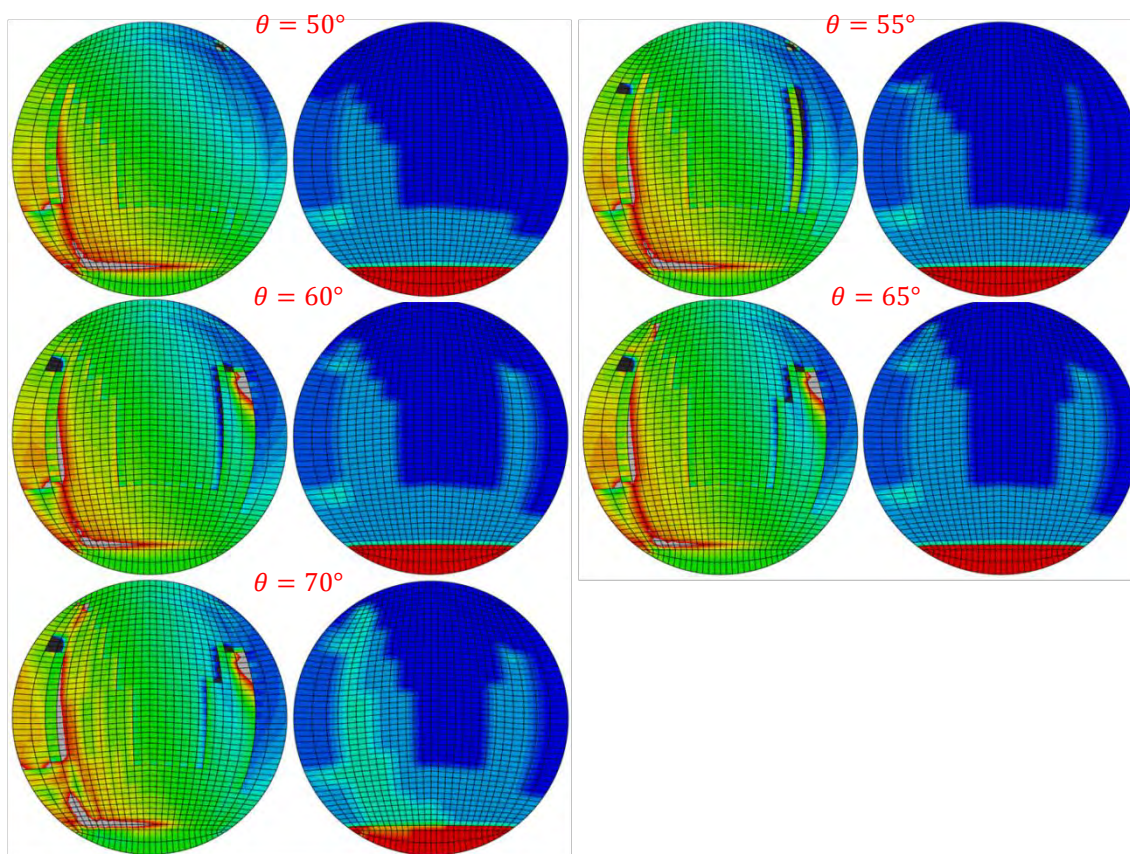 θ = 50°
θ = 55°
θ = 60°
θ = 65°
θ = 70°